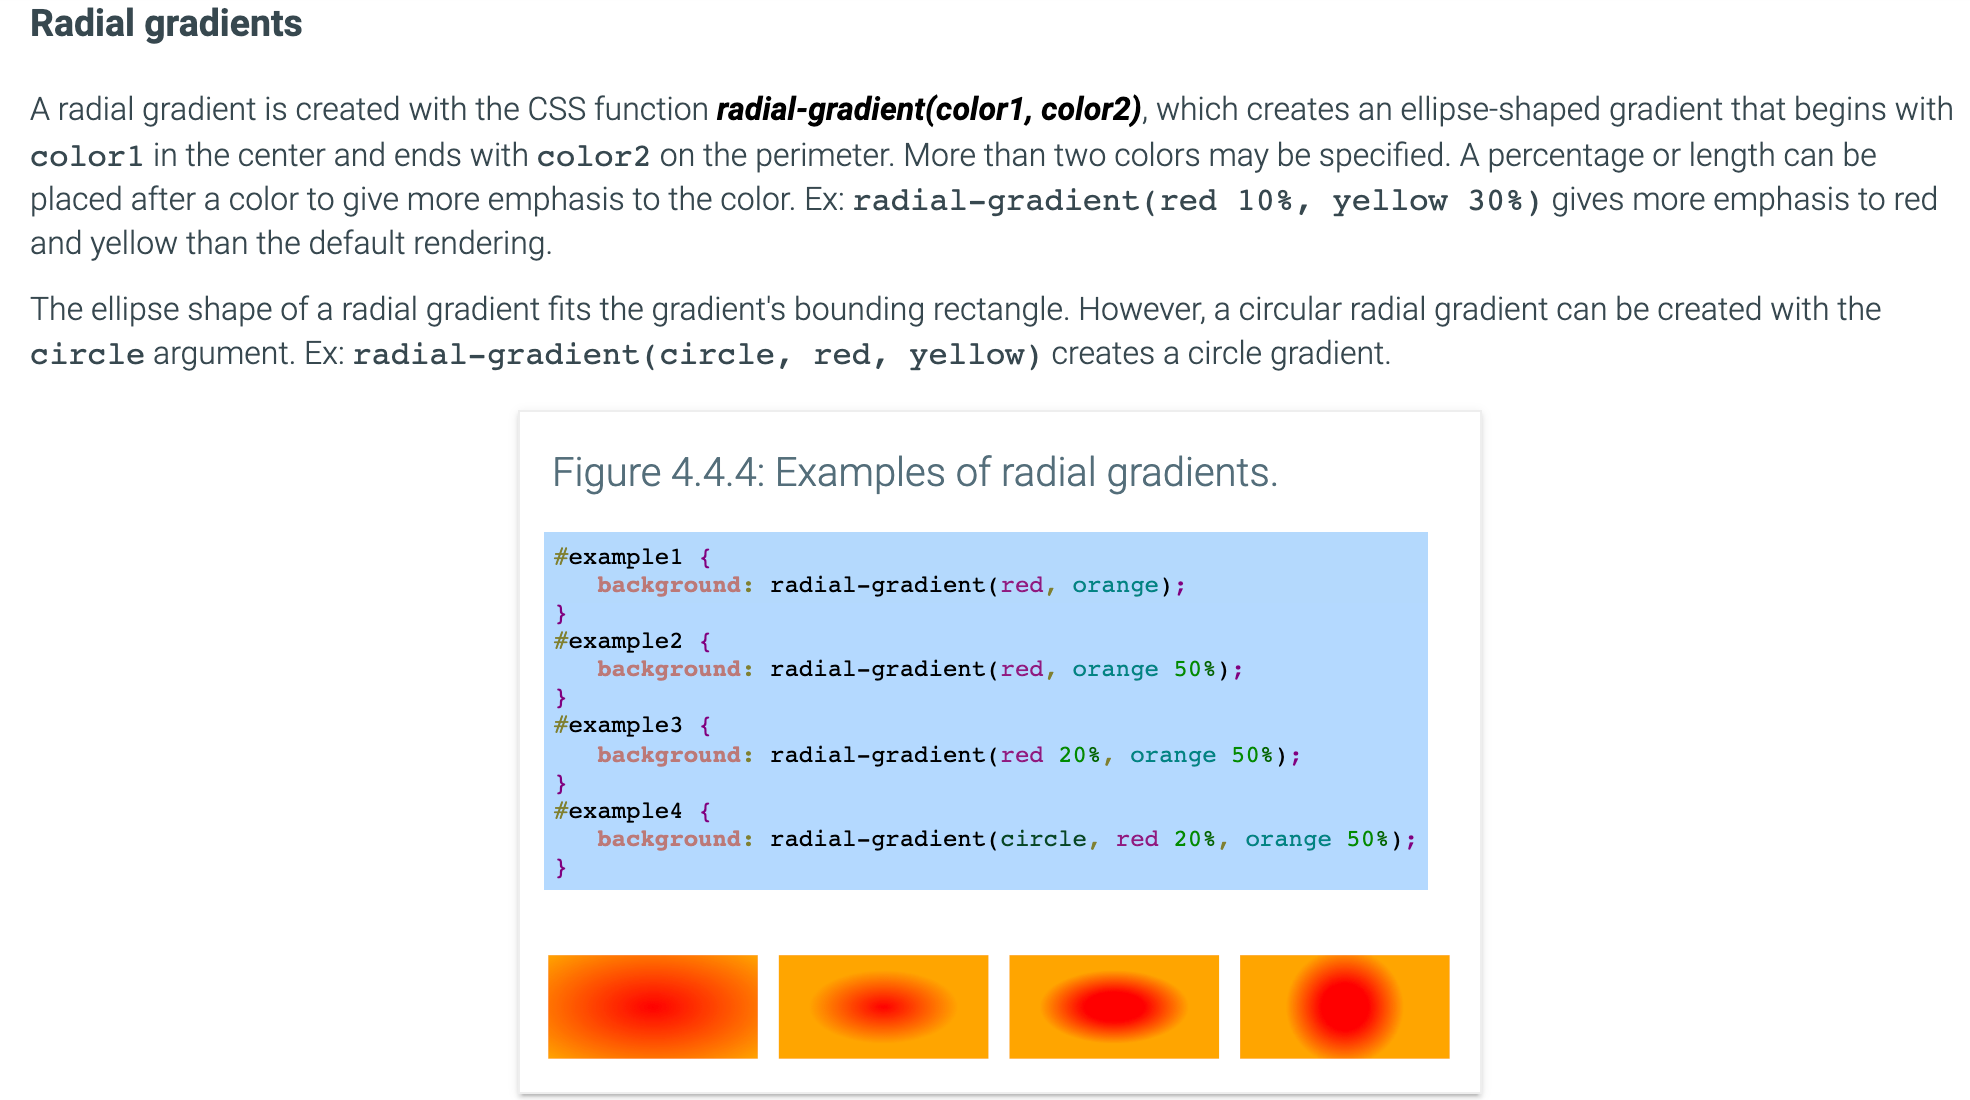 Radial gradients
A radial gradient is created with the CSS function radial-gradient(color1, color2), which creates an ellipse-shaped gradient that begins with
color1 in the center and ends with color2 on the perimeter. More than two colors may be specified. A percentage or length can be
placed after a color to give more emphasis to the color. Ex: radial-gradient(red 10%, yellow 30%) gives more emphasis to red
and yellow than the default rendering.
The ellipse shape of a radial gradient fits the gradient's bounding rectangle. However, a circular radial gradient can be created with the
circle argument. Ex: radial-gradient(circle, red, yellow) creates a circle gradient.
Figure 4.4.4: Examples of radial gradients.
#example1 {
   background: radial-gradient(red, orange);
}
#example2 {
   background: radial-gradient(red, orange 50%);
}
#example3 {
   background: radial-gradient(red 20%, orange 50%);
}
#example4 {
   background: radial-gradient(circle, red 20%, orange 50%);
}